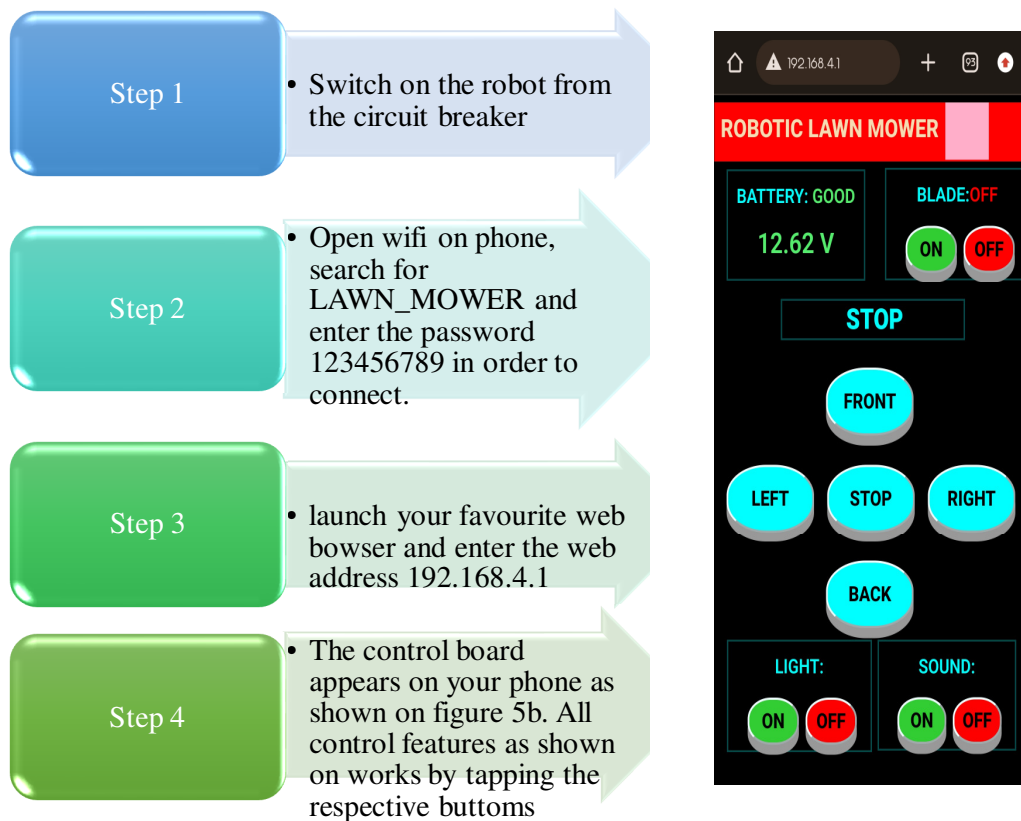 Step 1
• Switch on the robot from
the circuit breaker
Step 2
• Open wifi on phone,
search for
LAWN_MOWER and
enter the password
123456789 in order to
connect.
Step 3
• launch your favourite web
bowser and enter the web
address 192.168.4.1
Step 4
• The control board
appears on your phone as
shown on figure 5b. All
control features as shown
on works by tapping the
respective buttoms
192.168.4.1
93
ROBOTIC LAWN MOWER
BATTERY: GOOD
12.62 V
BLADE:OFF
ON OFF
STOP
FRONT
LEFT STOP RIGHT
BACK
LIGHT:
ON OFF
SOUND:
ON OFF